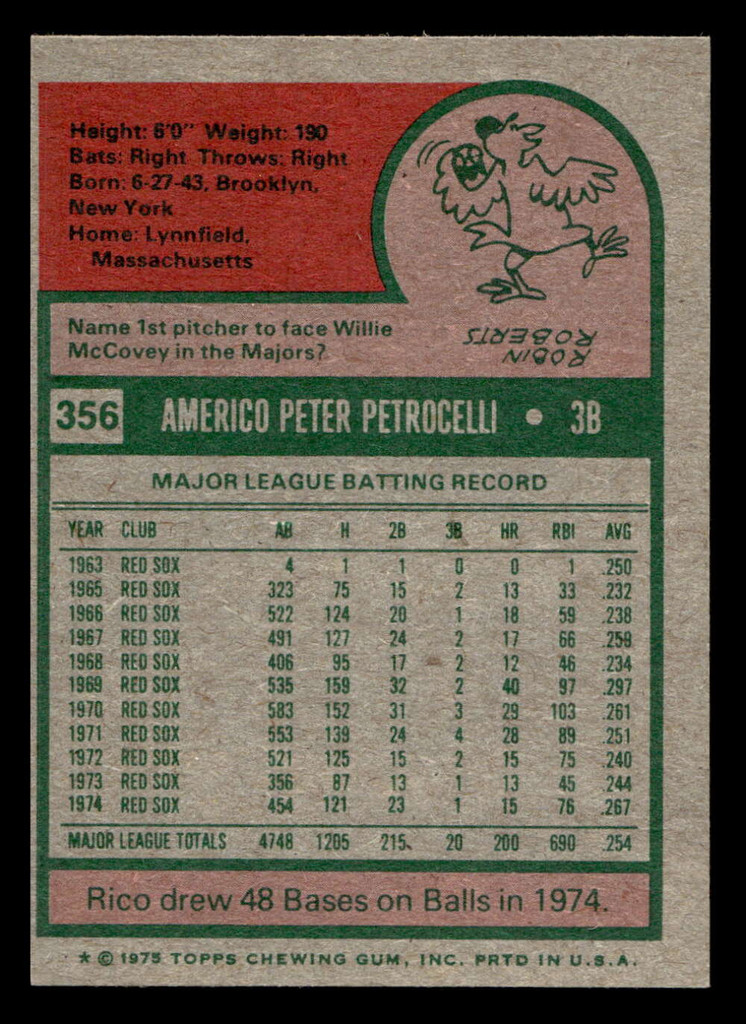 Height: 6'0" Weight: 190
Bats: Right Throws: Right
Born: 6-27-43, Brooklyn,
New York
Home: Lynnfield,
Massachusetts
Name 1st pitcher to face Willie
McCovey in the Majors?
ROBIN
ROBERTS
356 AMERICO PETER PETROCELLI • 3B
MAJOR LEAGUE BATTING RECORD
YEAR CLUB AB H 2B 3B HR RBI AVG
1963 RED SOX 4 1 1 0 0 1 .250
1965 RED SOX 323 75 15 2 13 33 .232
1966 RED SOX 522 124 20 1 18 59 .238
1967 RED SOX 491 127 24 2 17 66 .259
1968 RED SOX 406 95 17 2 12 46 .234
1969 RED SOX 535 159 32 2 40 97 .297
1970 RED SOX 583 152 31 3 29 103 .261
1971 RED SOX 553 139 24 4 28 89 .251
1972 RED SOX 521 125 15 2 15 75 .240
1973 RED SOX 356 87 13 1 13 45 .244
1974 RED SOX 454 121 23 1 15 76 .267
MAJOR LEAGUE TOTALS 4748 1205 215 20 200 690 .254
Rico drew 48 Bases on Balls in 1974.
* © 1975 TOPPS CHEWING GUM, INC. PRTD IN U.S.A.